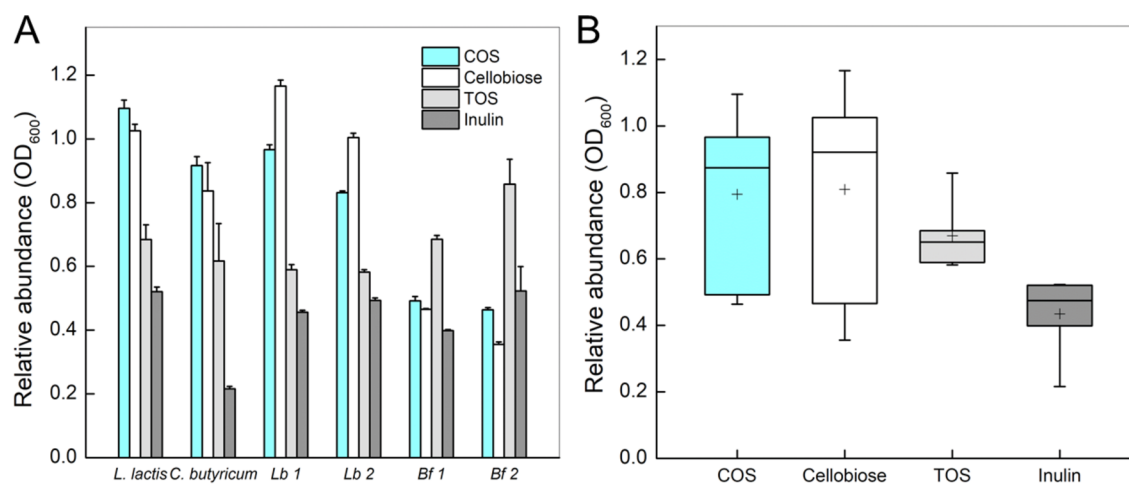 A
Relative abundance (OD600)
1.2
1.0
0.8
0.6
0.4
0.2
0.0
COS
Cellobiose
TOS
Inulin
L. lactis C. butyricum Lb 1 Lb 2 Bf 1 Bf 2
B
Relative abundance (OD600)
1.2
1.0
0.8
0.6
0.4
0.2
0.0
COS Cellobiose TOS Inulin